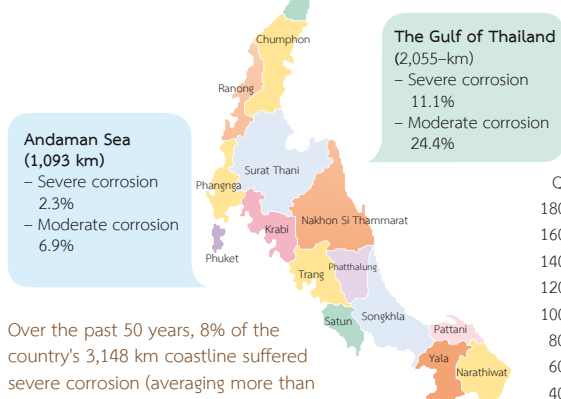 The Gulf of Thailand
(2,055–km)
– Severe corrosion
11.1%
– Moderate corrosion
24.4%
Andaman Sea
(1,093 km)
– Severe corrosion
2.3%
– Moderate corrosion
6.9%
Chumphon
Ranong
Surat Thani
Phangnga
Nakhon Si Thammarat
Krabi
Phuket
Trang
Phatthalung
Satun
Songkhla
Pattani
Yala
Narathiwat
Over the past 50 years, 8% of the
country's 3,148 km coastline suffered
severe corrosion (averaging more than
Q
180
160
140
120
100
80
60
40